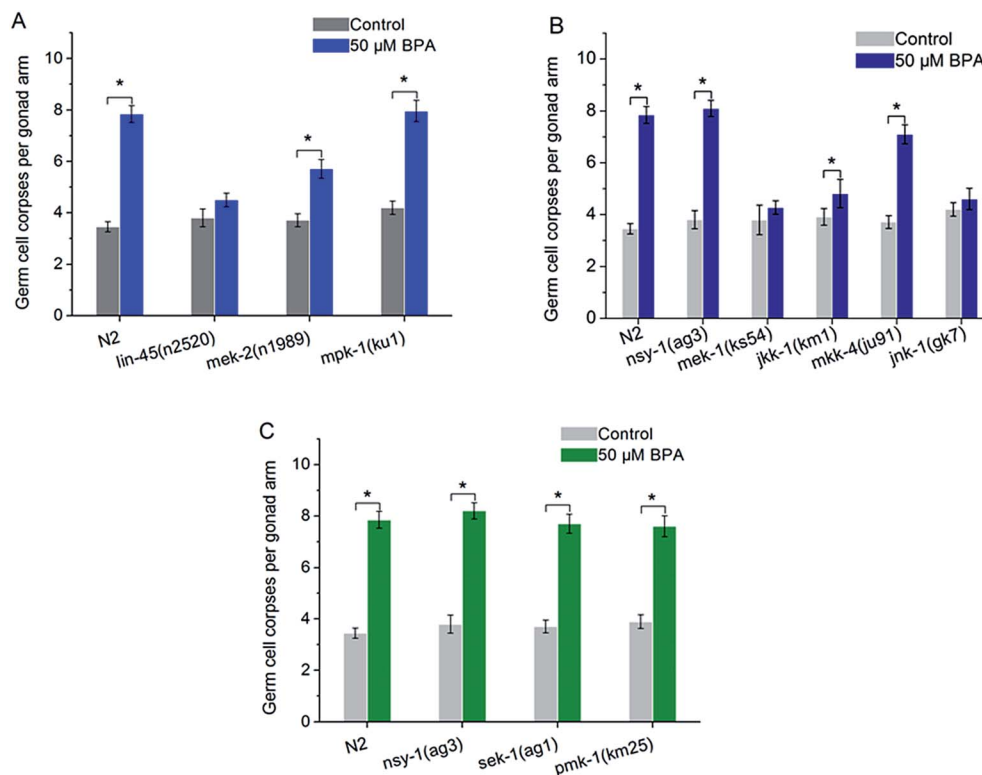 A
Control
50 µM BPA
Germ cell corpses per gonad arm
10
8
6
4
2
0
*
*
*
N2
lin-45(n2520)
mek-2(n1989)
mpk-1(ku1)
B
Control
50 µM BPA
Germ cell corpses per gonad arm
10
8
6
4
2
0
*
*
*
*
N2
nsy-1(ag3)
mek-1(ks54)
jkk-1(km1)
mkk-4(ju91)
jnk-1(gk7)
C
Control
50 µM BPA
Germ cell corpses per gonad arm
10
8
6
4
2
0
*
*
*
*
N2
nsy-1(ag3)
sek-1(ag1)
pmk-1(km25)